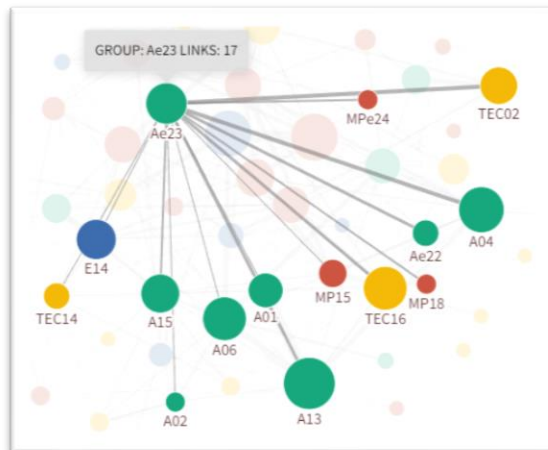 GROUP: Ae23 LINKS: 17
Ae23
MPe24
TEC02
A04
Ae22
E14
MP15
MP18
TEC14
A15
A01
TEC16
A06
A02
A13